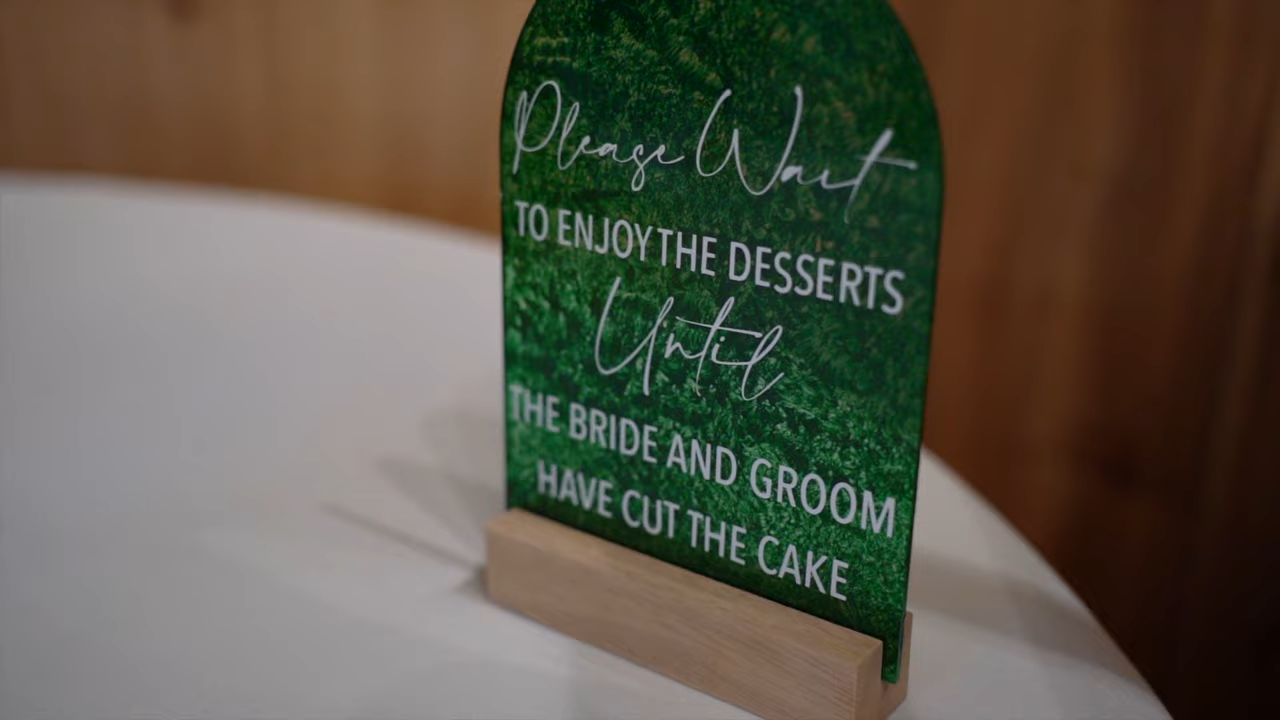 Please Wait
TO ENJOY THE DESSERTS
Until
THE BRIDE AND GROOM
HAVE CUT THE CAKE